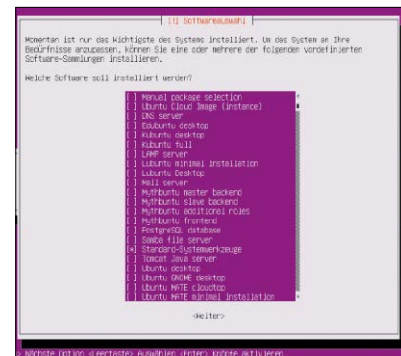 [!] Softwareauswahl
Momentan ist nur das Wichtigste des Systems installiert. Um das System an Ihre
Bedürfnisse anzupassen, können Sie eine oder mehrere der folgenden vordefinierten
Software-Sammlungen installieren.
Welche Software soll installiert werden?
[ ] Manual package selection
[ ] Ubuntu Cloud Image (instance)
[ ] DNS server
[ ] Edubuntu desktop
[ ] Kubuntu desktop
[ ] Kubuntu full
[ ] LAMP server
[ ] Lubuntu minimal installation
[ ] Lubuntu Desktop
[ ] Mail server
[ ] Mythbuntu master backend
[ ] Mythbuntu slave backend
[ ] Mythbuntu additional roles
[ ] Mythbuntu frontend
[ ] PostgreSQL database
[ ] Samba file server
[*] Standard-Systemwerkzeuge
[ ] Tomcat Java server
[ ] Ubuntu desktop
[ ] Ubuntu GNOME desktop
[ ] Ubuntu MATE cloudtop
[ ] Ubuntu MATE minimal installation
<Weiter>
> Nächste Option <Leertaste> Auswählen <Enter> Knöpfe aktivieren